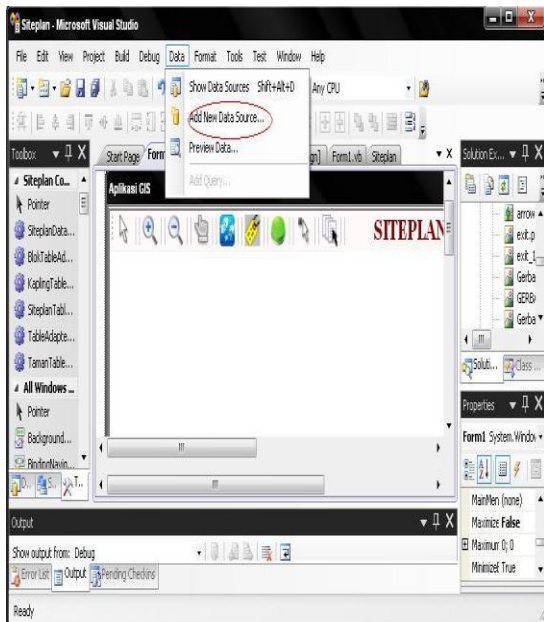 Siteplan - Microsoft Visual Studio
File Edit View Project Build Debug Data Format Tools Test Window Help
Show Data Sources Shift+Alt+D
Any CPU
Add New Data Source...
Preview Data...
Add Query...
Toolbox
Start Page
Form1.vb
Siteplan
Solution Ex...
Siteplan Co...
Pointer
SiteplanData...
BlokTableAd...
KaplingTable...
SiteplanTabl...
TableAdapte...
TamanTable...
All Windows ...
Pointer
Background...
BindingNavin...
Aplikasi GIS
SITEPLAN
arrow
exit.p
exit_1
Gerba
GERB
Gerba
Soluti...
Class ...
Properties
Form1 System.Window
MainMen (none)
Maximize False
Maximum 0; 0
Minimizet True
D...
S...
T...
Output
Show output from: Debug
Error List
Output
Pending Checkins
Ready